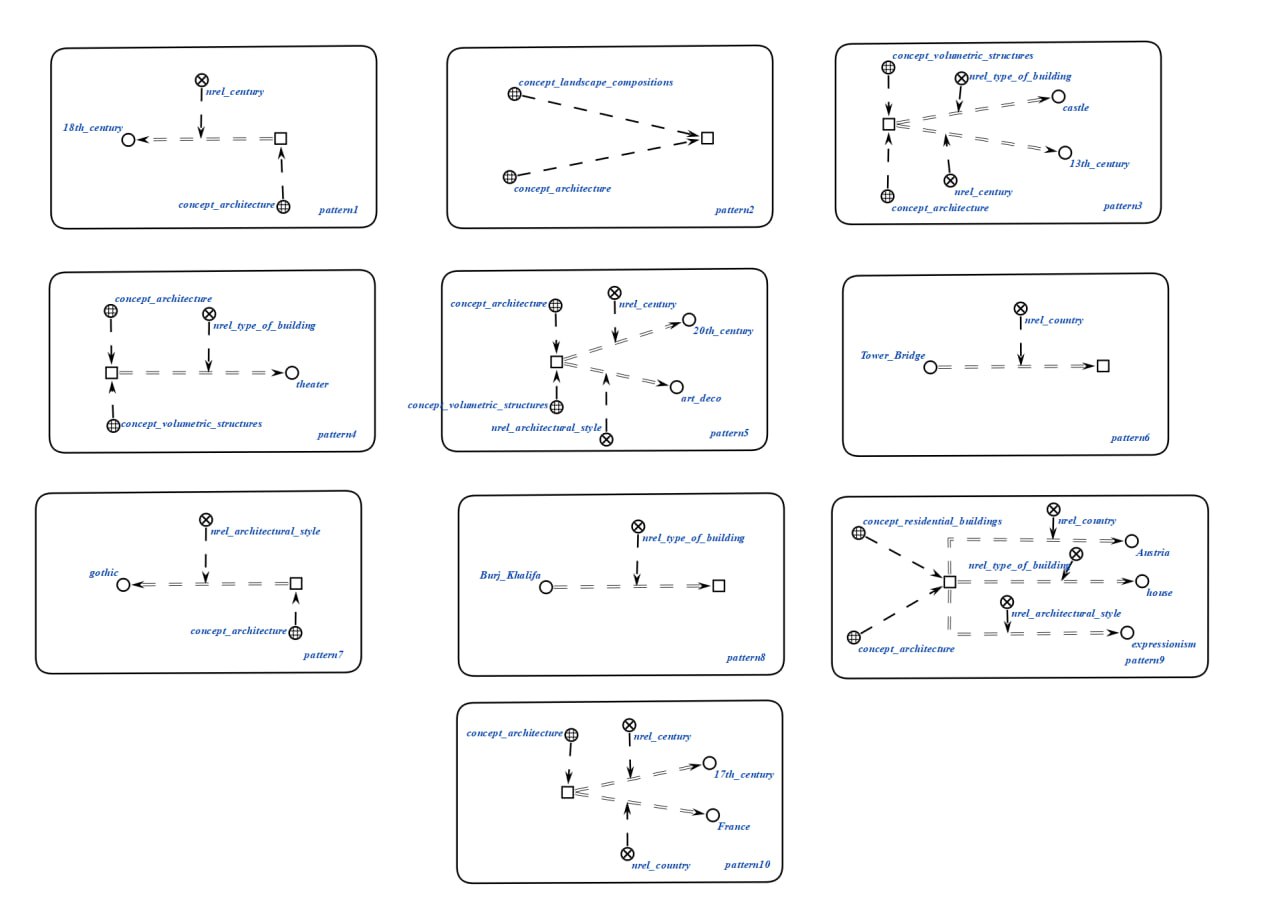 nrel_century
18th_century
concept_architecture
pattern1
concept_landscape_compositions
concept_architecture
pattern2
concept_volumetric_structures
nrel_type_of_building
castle
13th_century
nrel_century
concept_architecture
pattern3
concept_architecture
nrel_type_of_building
theater
concept_volumetric_structures
pattern4
concept_architecture
nrel_century
20th_century
art_deco
concept_volumetric_structures
nrel_architectural_style
pattern5
nrel_country
Tower_Bridge
pattern6
nrel_architectural_style
gothic
concept_architecture
pattern7
nrel_type_of_building
Burj_Khalifa
pattern8
concept_residential_buildings
nrel_country
Austria
nrel_type_of_building
house
nrel_architectural_style
concept_architecture
expressionism
pattern9
concept_architecture
nrel_century
17th_century
France
nrel_country
pattern10